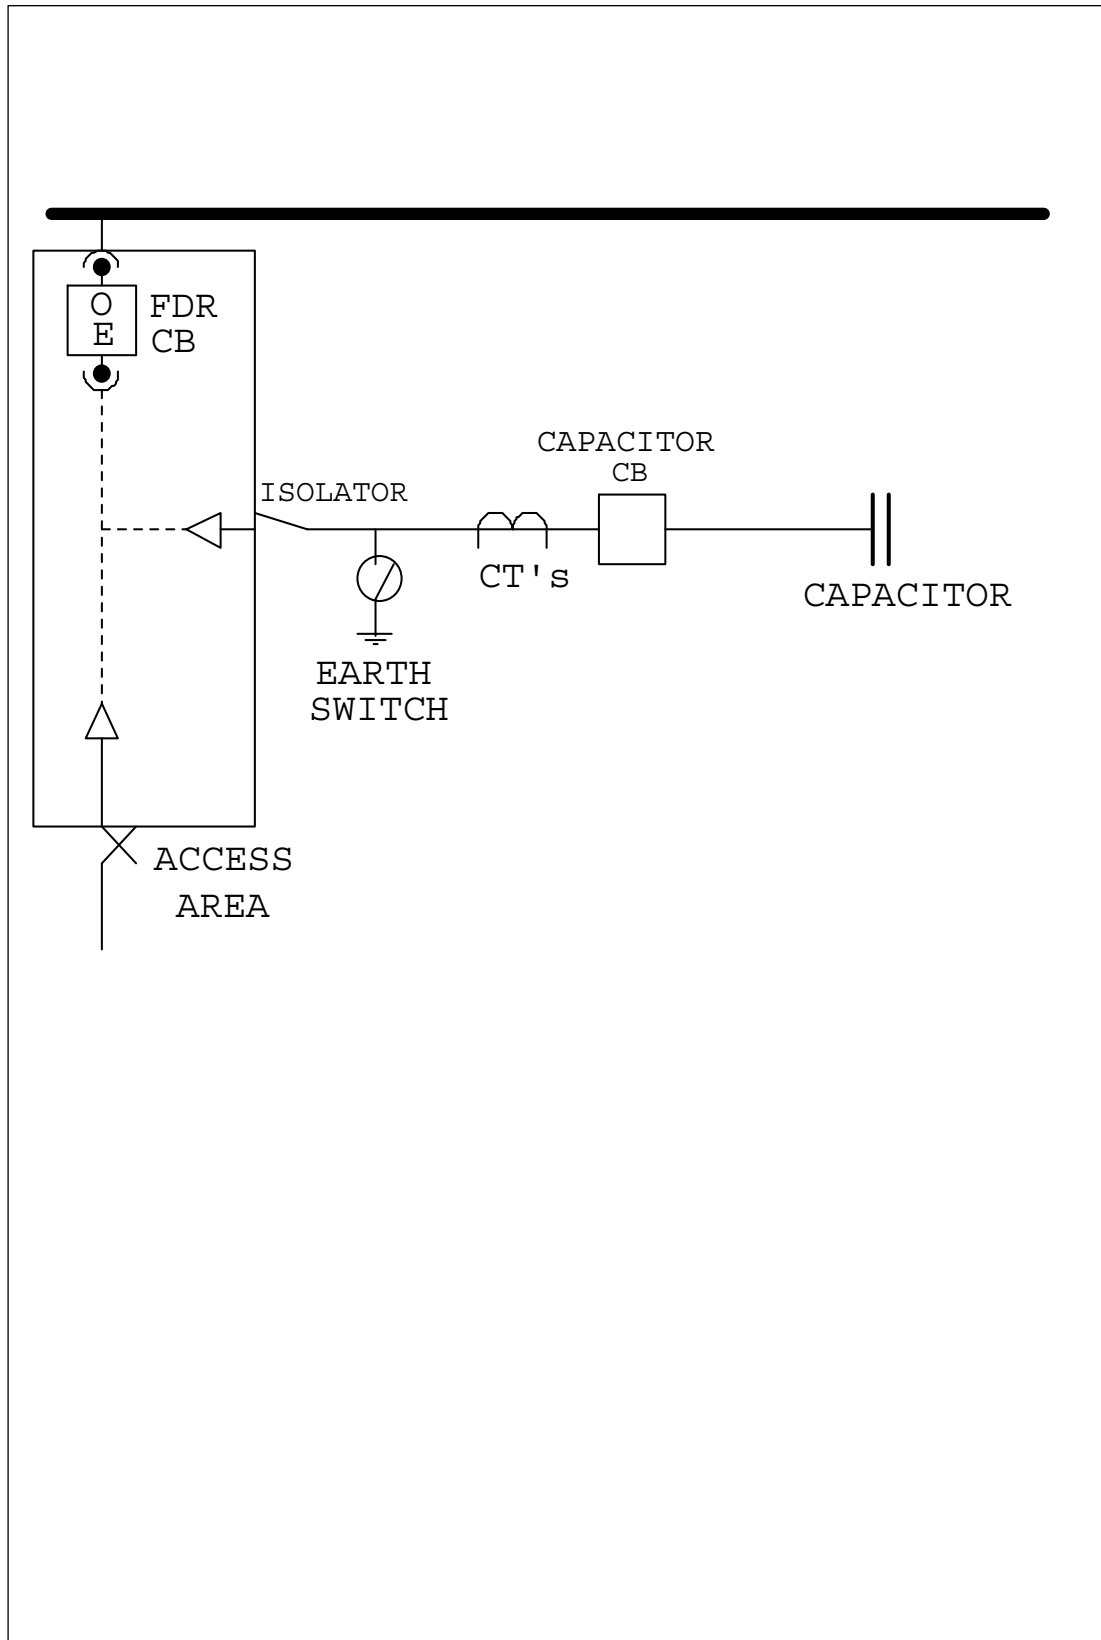 O
E
FDR
CB
CAPACITOR
CB
ISOLATOR
CT's
CAPACITOR
EARTH
SWITCH
ACCESS
AREA